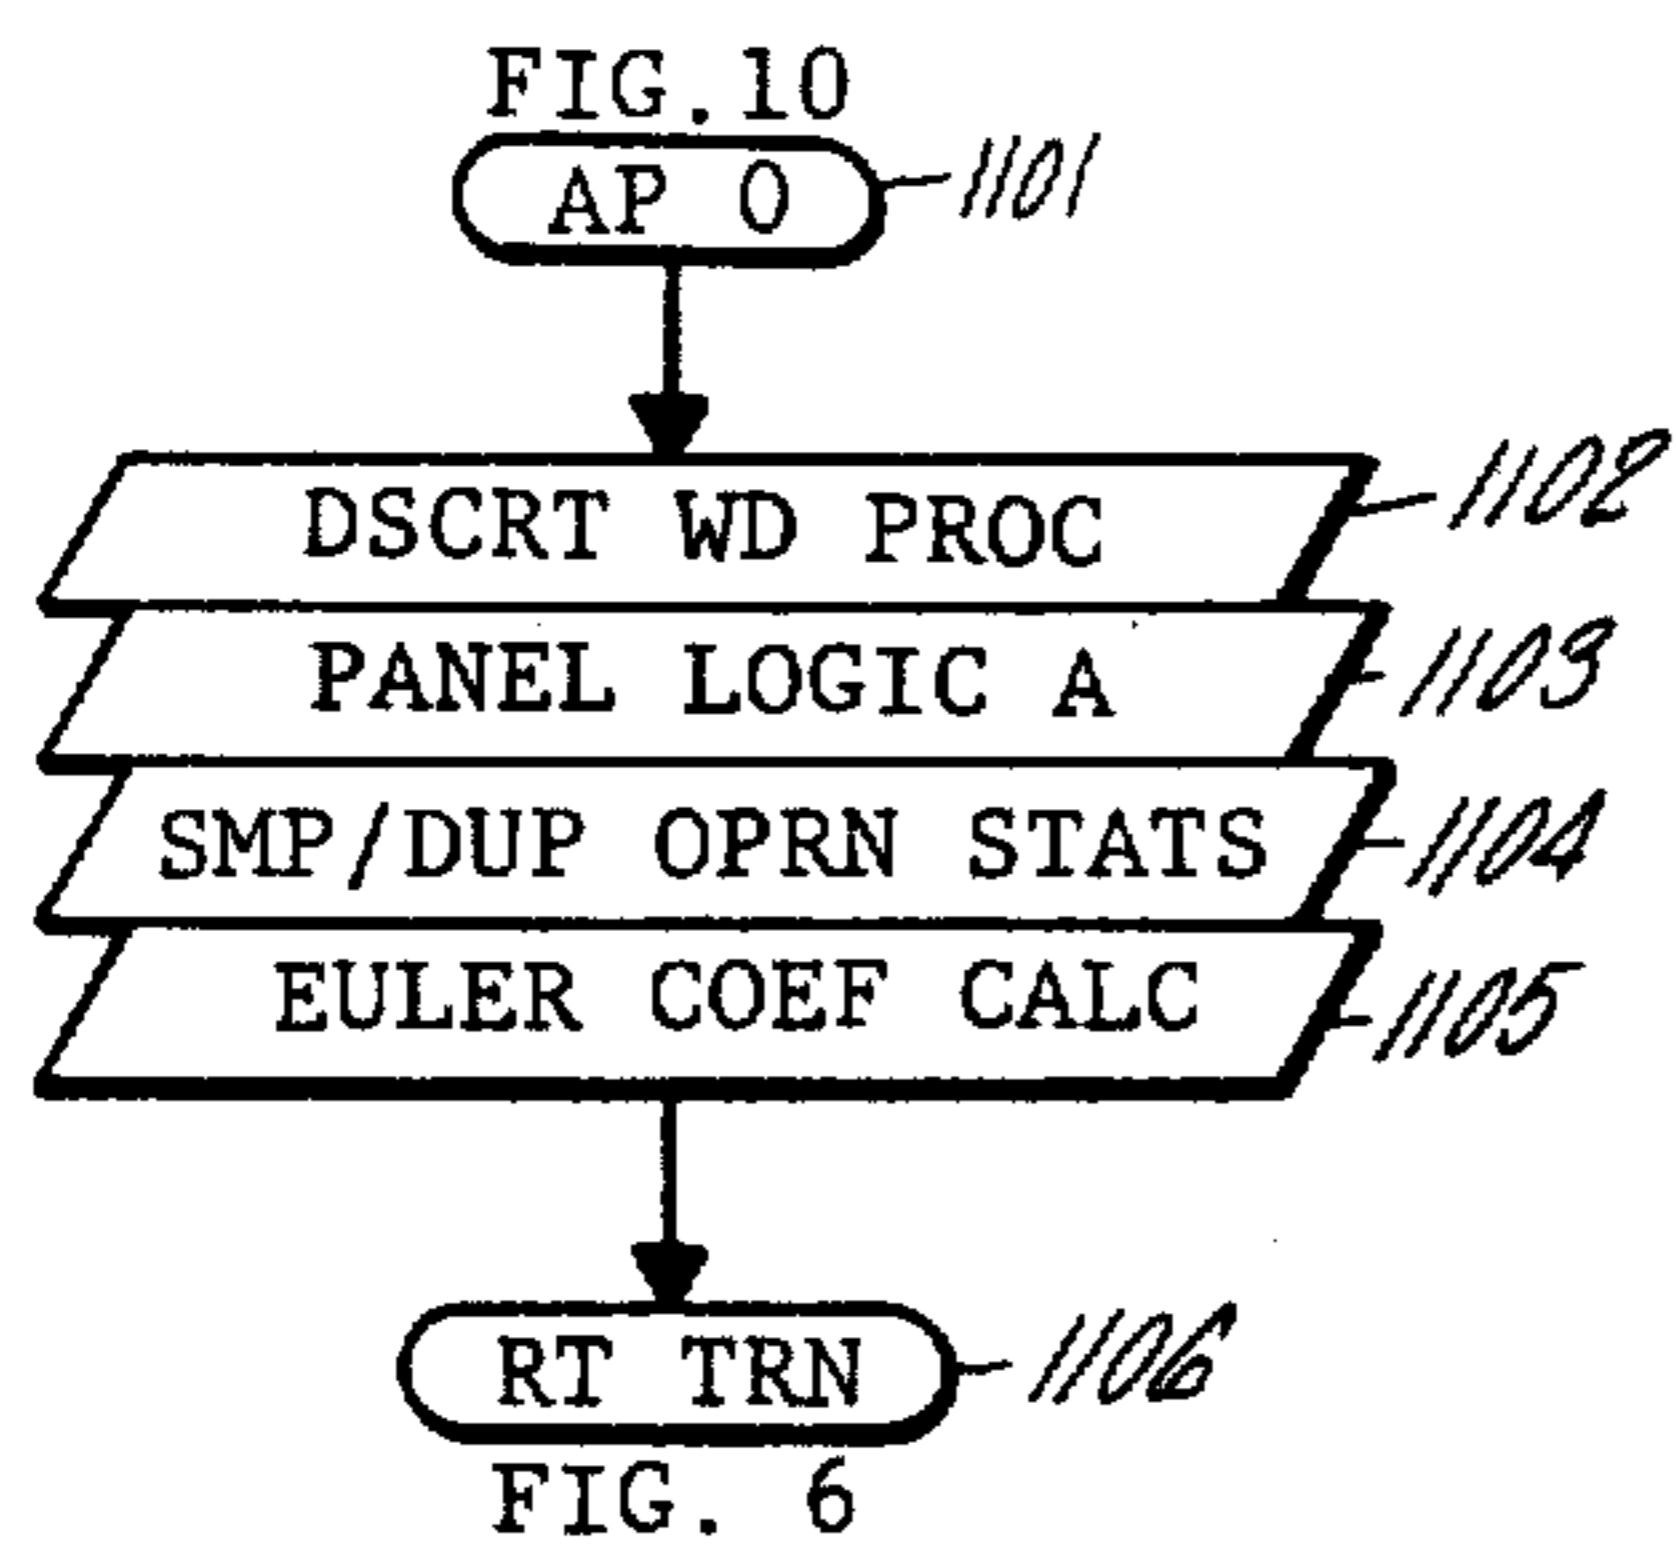 FIG.10
AP 0 1101
DSCRT WD PROC 1102
PANEL LOGIC A 1103
SMP/DUP OPRN STATS 1104
EULER COEF CALC 1105
RT TRN 1106
FIG. 6